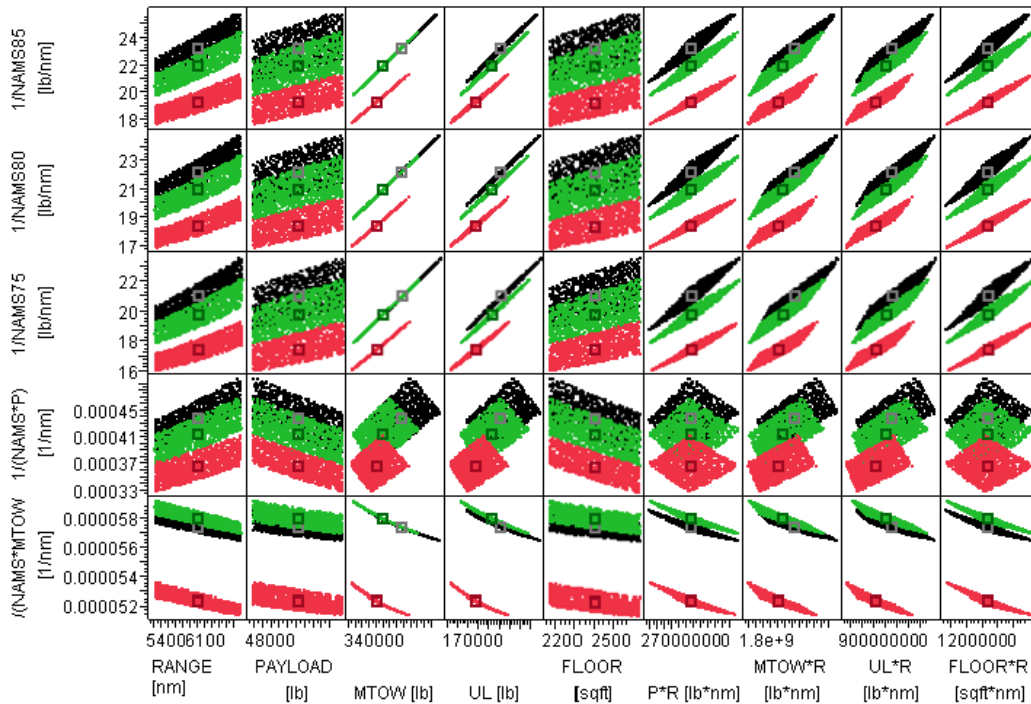 1/NAMS85
[lb/nm]
24
22
20
18
1/NAMS80
[lb/nm]
23
21
19
17
1/NAMS75
[lb/nm]
22
20
18
16
1/(NAMS*P)
[1/nm]
0.00045
0.00041
0.00037
0.00033
/(NAMS*MTOW
[1/nm]
0.000058
0.000056
0.000054
0.000052
54006100 48000 340000 170000 2200 2500 2700000000 1.8e+9 9000000000 12000000
RANGE PAYLOAD FLOOR MTOW*R UL*R FLOOR*R
[nm] [lb] MTOW [lb] UL [lb] [sqft] P*R [lb*nm] [lb*nm] [lb*nm] [sqft*nm]